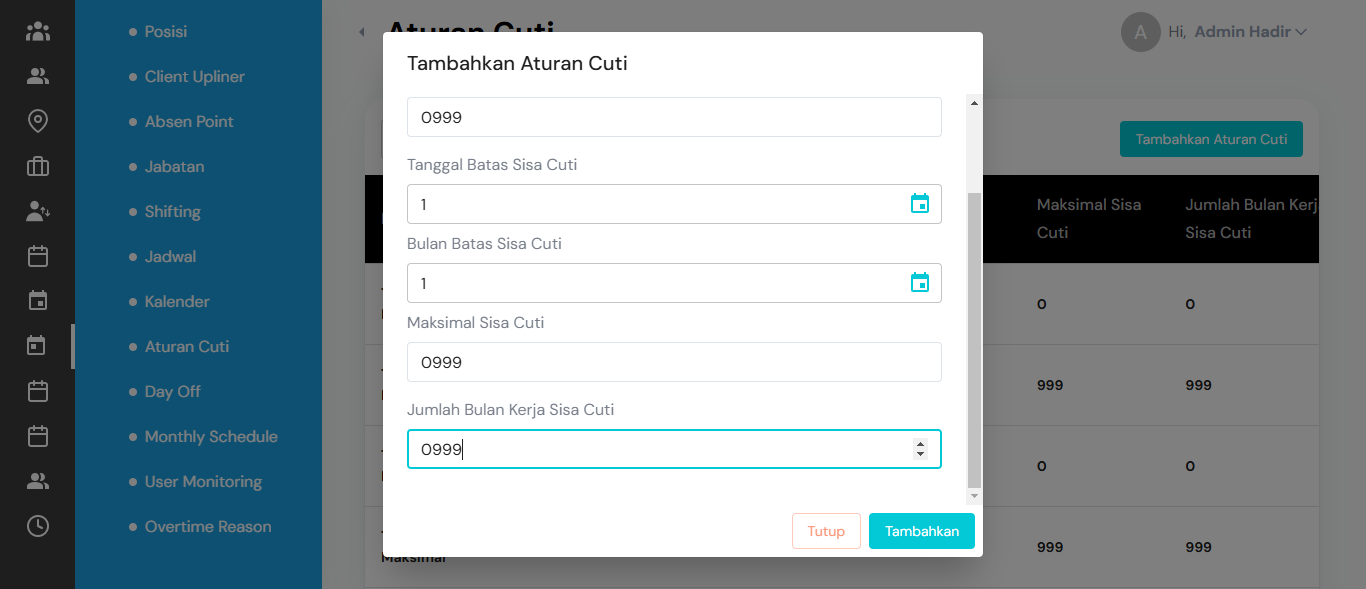 Posisi
Client Upliner
Absen Point
Jabatan
Shifting
Jadwal
Kalender
Aturan Cuti
Day Off
Monthly Schedule
User Monitoring
Overtime Reason
Aturan Cuti
A Hi, Admin Hadir
Tambahkan Aturan Cuti
Maksimal Sisa
Cuti
Jumlah Bulan Kerj
Sisa Cuti
0 0
999 999
0 0
999 999
Maksimal
Tambahkan Aturan Cuti
0999
Tanggal Batas Sisa Cuti
1
Bulan Batas Sisa Cuti
1
Maksimal Sisa Cuti
0999
Jumlah Bulan Kerja Sisa Cuti
0999
Tutup
Tambahkan